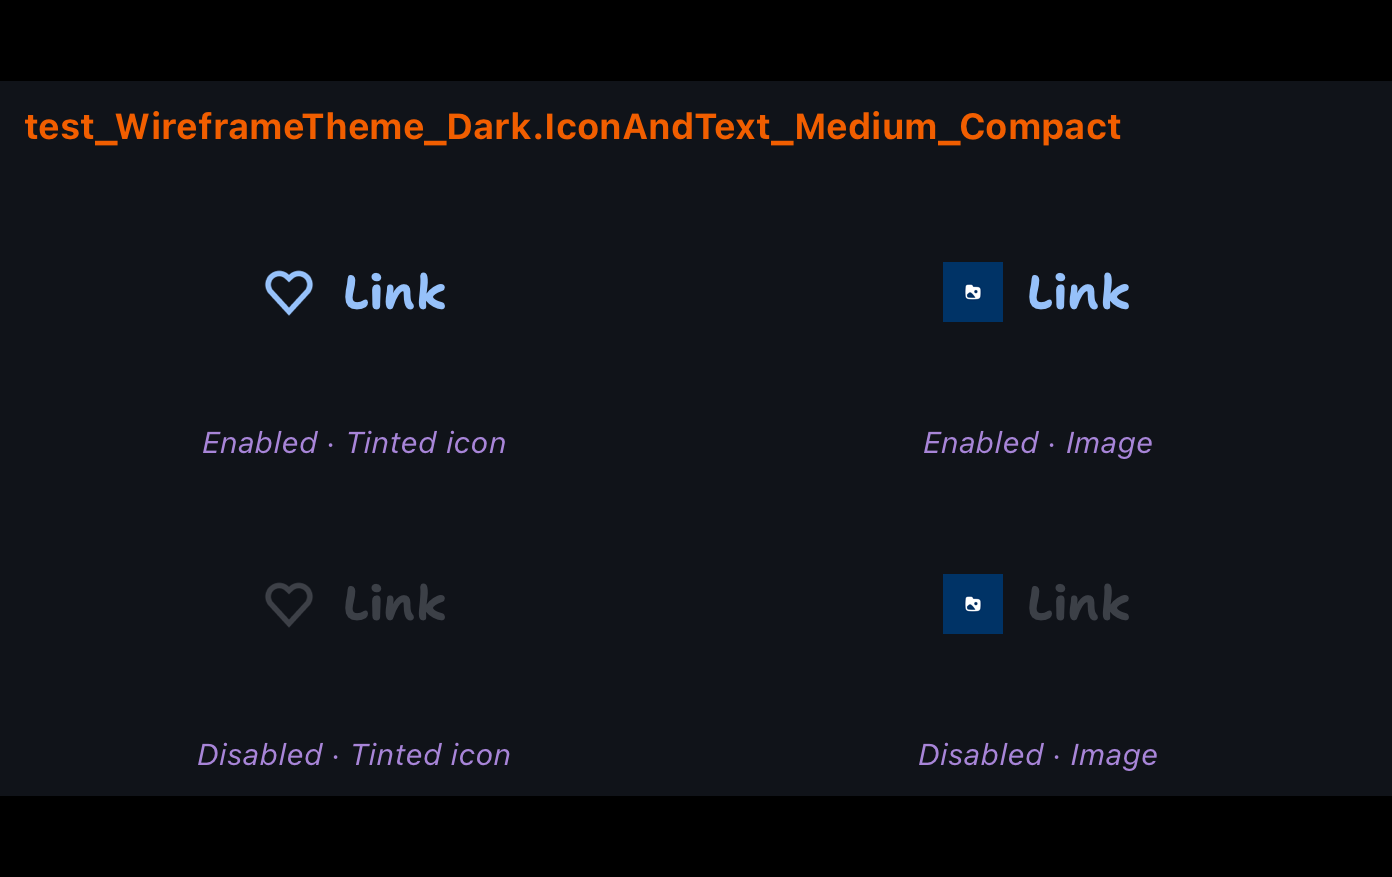 test_WireframeTheme_Dark.IconAndText_Medium_Compact
Link
Link
Enabled · Tinted icon
Enabled · Image
Link
Link
Disabled · Tinted icon
Disabled · Image